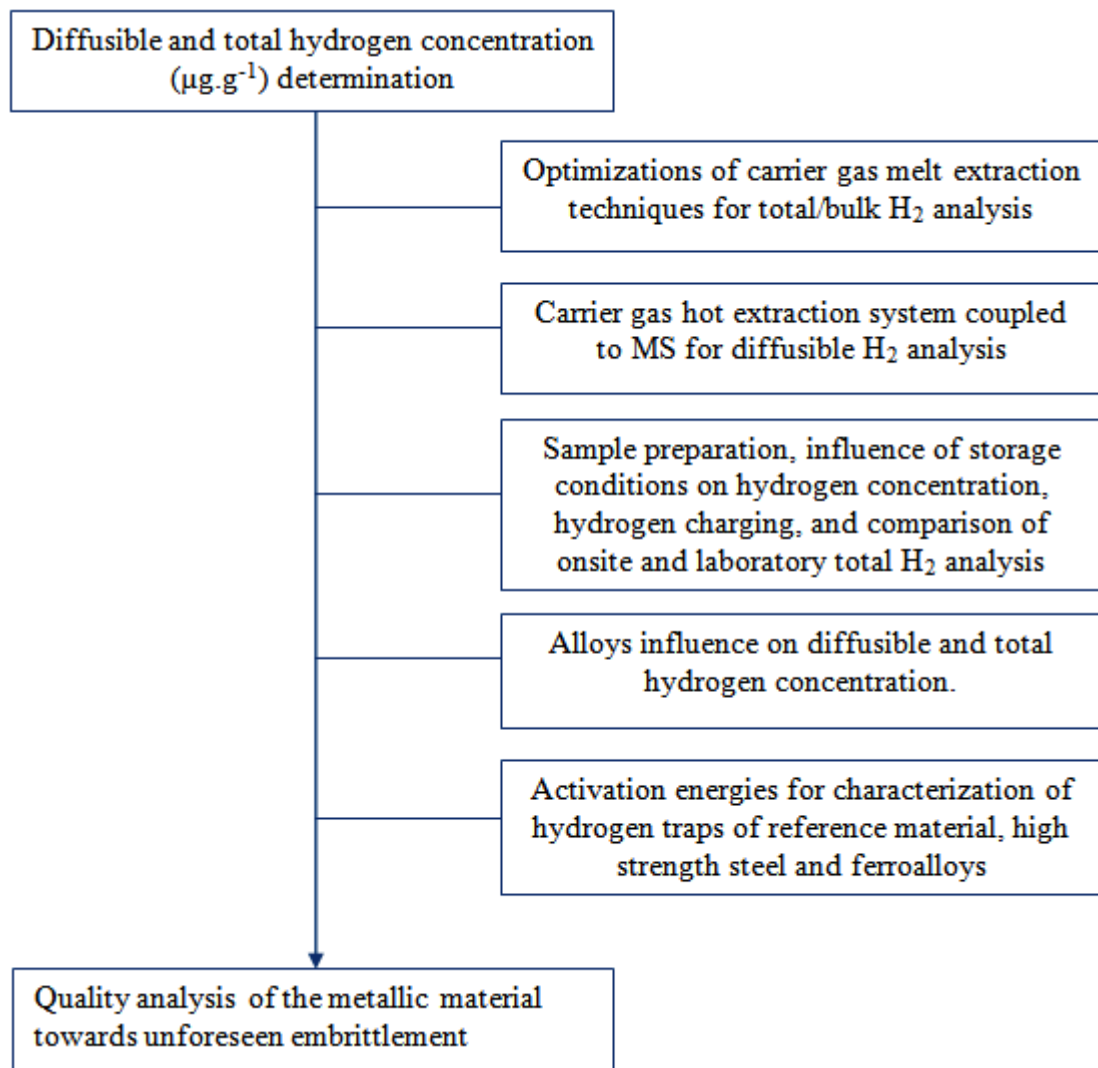 Diffusible and total hydrogen concentration
(µg.g⁻¹) determination
Optimizations of carrier gas melt extraction
techniques for total/bulk H₂ analysis
Carrier gas hot extraction system coupled
to MS for diffusible H₂ analysis
Sample preparation, influence of storage
conditions on hydrogen concentration,
hydrogen charging, and comparison of
onsite and laboratory total H₂ analysis
Alloys influence on diffusible and total
hydrogen concentration.
Activation energies for characterization of
hydrogen traps of reference material, high
strength steel and ferroalloys
Quality analysis of the metallic material
towards unforeseen embrittlement